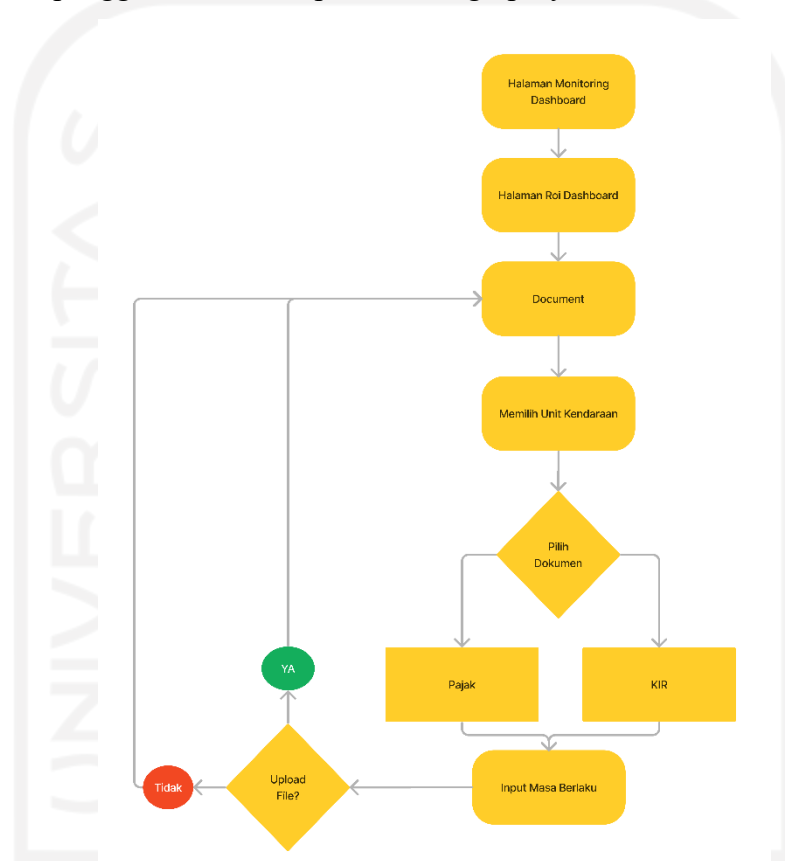 Halaman Monitoring
Dashboard
Halaman Roi Dashboard
Document
Memilih Unit Kendaraan
Pilih
Dokumen
Pajak
KIR
Input Masa Berlaku
Upload
File?
YA
Tidak
UNIVERSITAS